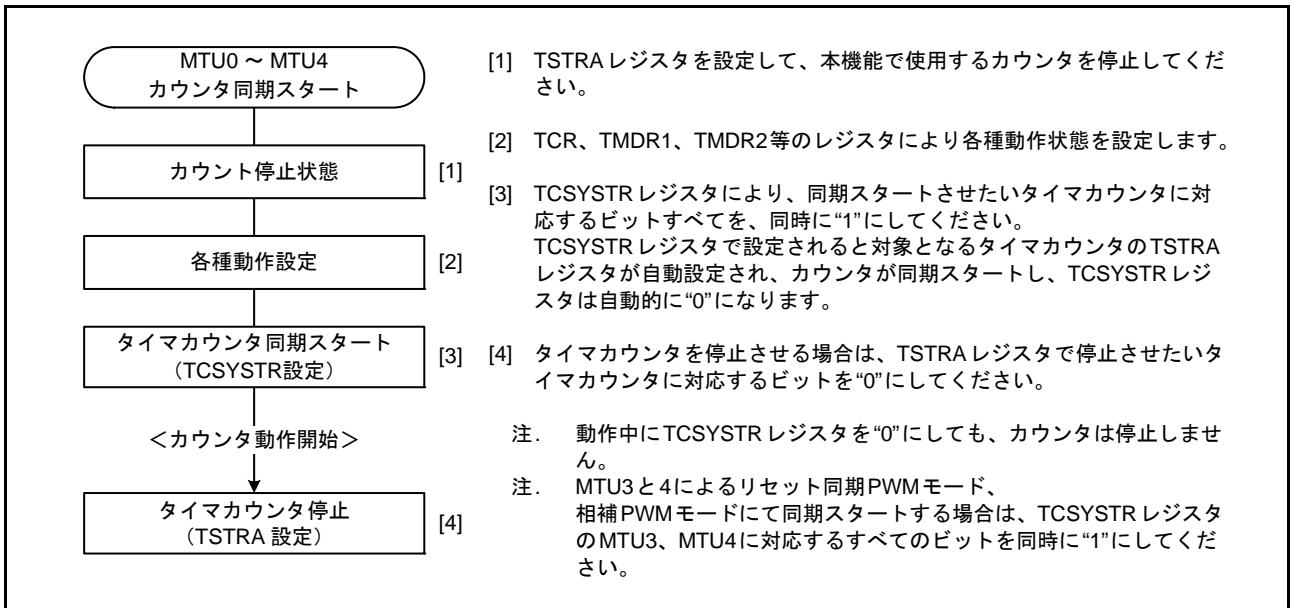 MTU0 ～ MTU4
カウンタ同期スタート
カウント停止状態
[1]
各種動作設定
[2]
タイマカウンタ同期スタート
（TCSYSTR設定）
[3]
＜カウンタ動作開始＞
タイマカウンタ停止
（TSTRA 設定）
[4]
[1] TSTRAレジスタを設定して、本機能で使用するカウンタを停止してくだ
さい。
[2] TCR、TMDR1、TMDR2等のレジスタにより各種動作状態を設定します。
[3] TCSYSTRレジスタにより、同期スタートさせたいタイマカウンタに対
応するビットすべてを、同時に“1”にしてください。
TCSYSTRレジスタで設定されると対象となるタイマカウンタのTSTRA
レジスタが自動設定され、カウンタが同期スタートし、TCSYSTRレジ
スタは自動的に“0”になります。
[4] タイマカウンタを停止させる場合は、TSTRAレジスタで停止させたいタ
イマカウンタに対応するビットを“0”にしてください。
注． 動作中にTCSYSTRレジスタを“0”にしても、カウンタは停止しませ
ん。
注． MTU3と4によるリセット同期PWMモード、
相補PWMモードにて同期スタートする場合は、TCSYSTRレジスタ
のMTU3、MTU4に対応するすべてのビットを同時に“1”にしてくだ
さい。